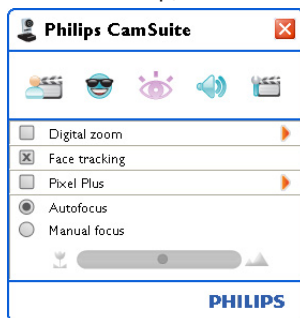 Philips CamSuite
Digital zoom
Face tracking
Pixel Plus
Autofocus
Manual focus
PHILIPS